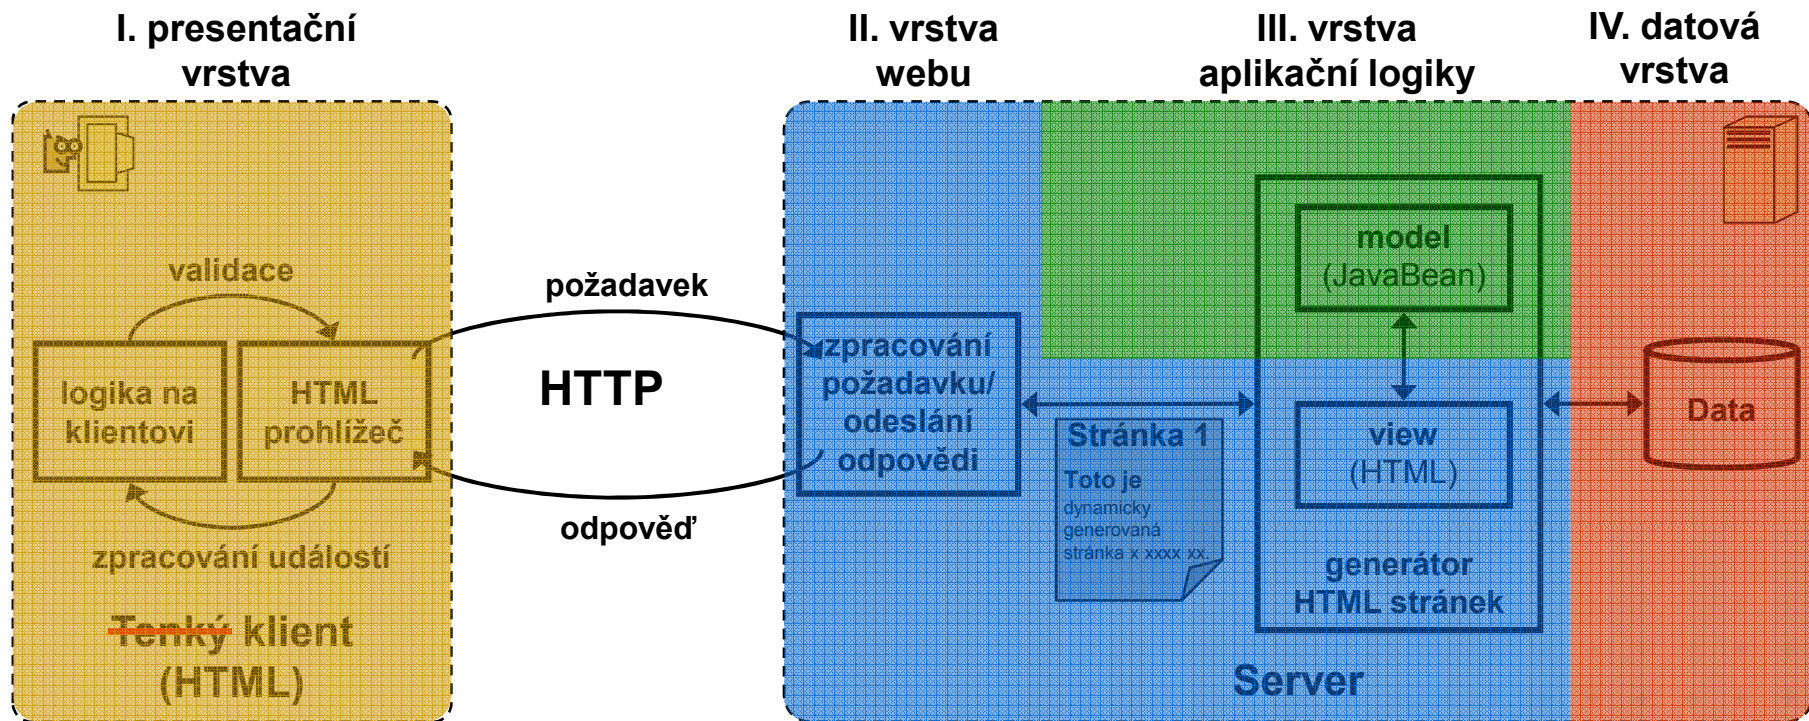 I. presentační
vrstva
II. vrstva
webu
III. vrstva
aplikační logiky
IV. datová
vrstva
validace
logika na
klientovi
HTML
prohlížeč
zpracování událostí
Tenký klient
(HTML)
požadavek
HTTP
odpověď
zpracování
požadavku/
odeslání
odpovědi
Stránka 1
Toto je
dynamicky
generovaná
stránka x xxxx xx.
model
(JavaBean)
view
(HTML)
generátor
HTML stránek
Server
Data